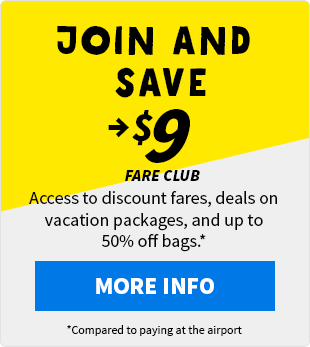 JOIN AND
SAVE
→$9
FARE CLUB
Access to discount fares, deals on
vacation packages, and up to
50% off bags.*
MORE INFO
*Compared to paying at the airport